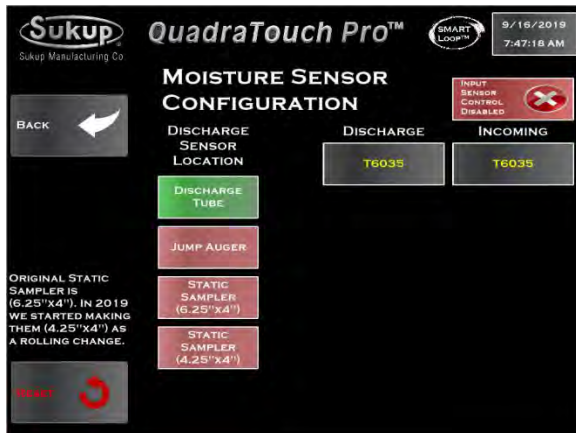 Sukup
Sukup Manufacturing Co
QuadraTouch Pro™
SMART
LOOP™
9/16/2019
7:47:18 AM
MOISTURE SENSOR
CONFIGURATION
INPUT
SENSOR
CONTROL
DISABLED
BACK
DISCHARGE
SENSOR
LOCATION
DISCHARGE
INCOMING
T6035
T6035
DISCHARGE
TUBE
JUMP AUGER
STATIC
SAMPLER
(6.25"X4")
STATIC
SAMPLER
(4.25"X4")
ORIGINAL STATIC
SAMPLER IS
(6.25"X4"). IN 2019
WE STARTED MAKING
THEM (4.25"X4") AS
A ROLLING CHANGE.
RESET